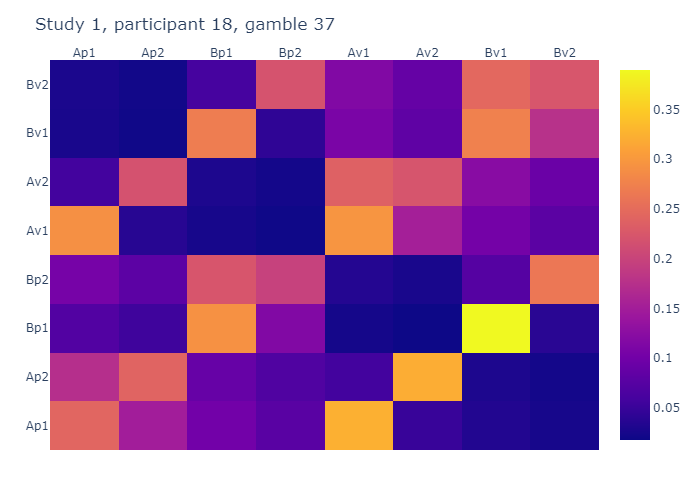 Study 1, participant 18, gamble 37
Ap1 Ap2 Bp1 Bp2 Av1 Av2 Bv1 Bv2
Bv2
Bv1
Av2
Av1
Bp2
Bp1
Ap2
Ap1
0.35
0.3
0.25
0.2
0.15
0.1
0.05